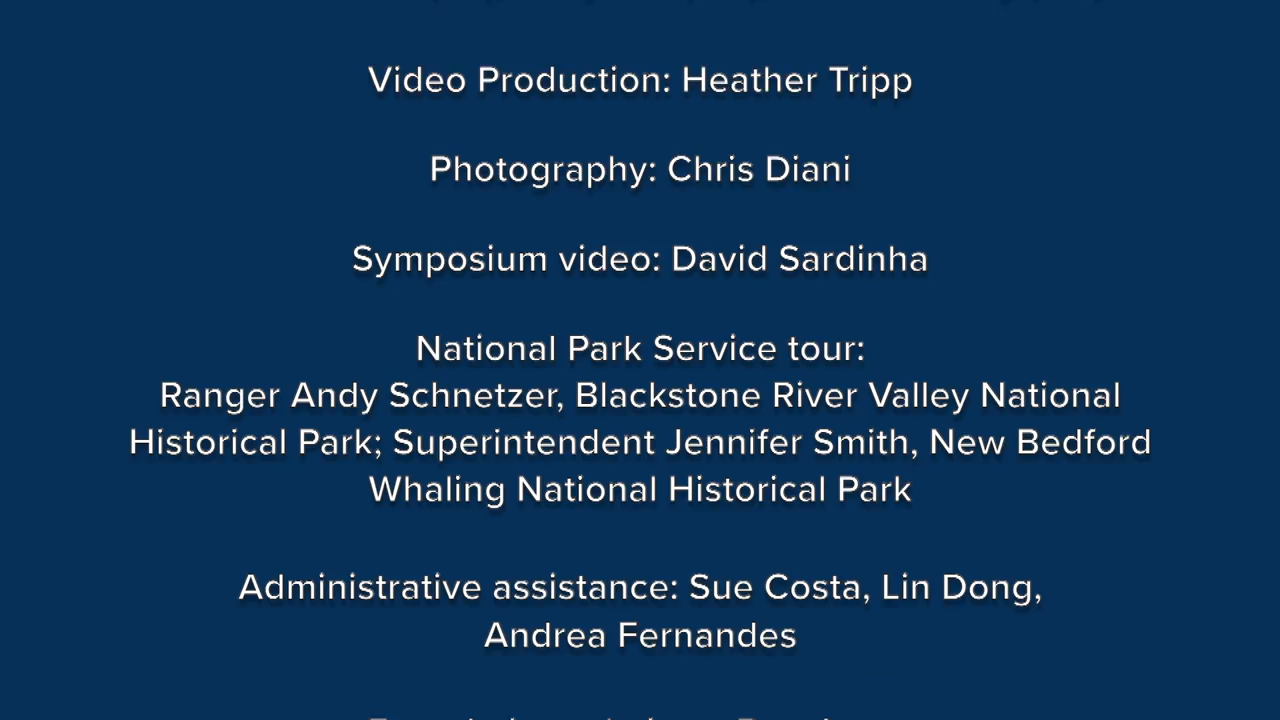 Video Production: Heather Tripp
Photography: Chris Diani
Symposium video: David Sardinha
National Park Service tour:
Ranger Andy Schnetzer, Blackstone River Valley National
Historical Park; Superintendent Jennifer Smith, New Bedford
Whaling National Historical Park
Administrative assistance: Sue Costa, Lin Dong,
Andrea Fernandes